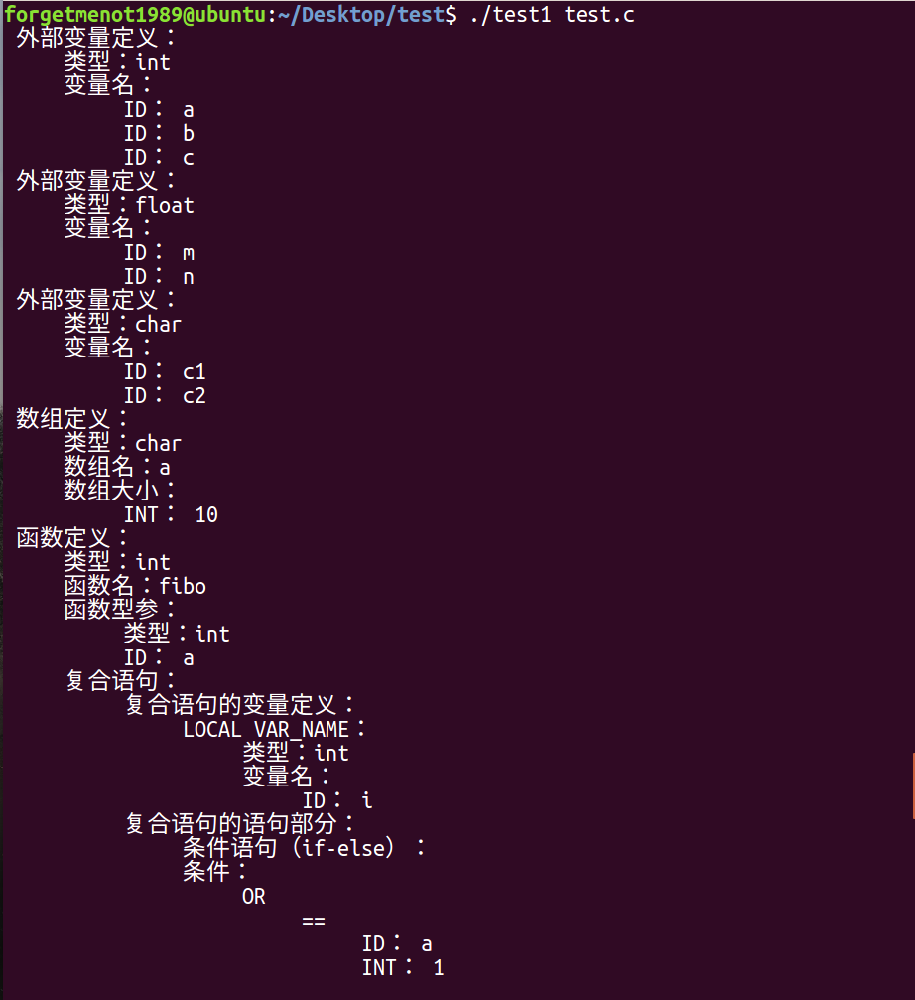 forgetmenot1989@ubuntu:~/Desktop/test$ ./test1 test.c
外部变量定义：
类型：int
变量名：
ID： a
ID： b
ID： c
外部变量定义：
类型：float
变量名：
ID： m
ID： n
外部变量定义：
类型：char
变量名：
ID： c1
ID： c2
数组定义：
类型：char
数组名：a
数组大小：
INT： 10
函数定义：
类型：int
函数名：fibo
函数型参：
类型：int
ID： a
复合语句：
复合语句的变量定义：
LOCAL VAR_NAME：
类型：int
变量名：
ID： i
复合语句的语句部分：
条件语句（if-else）：
条件：
OR
==
ID： a
INT： 1